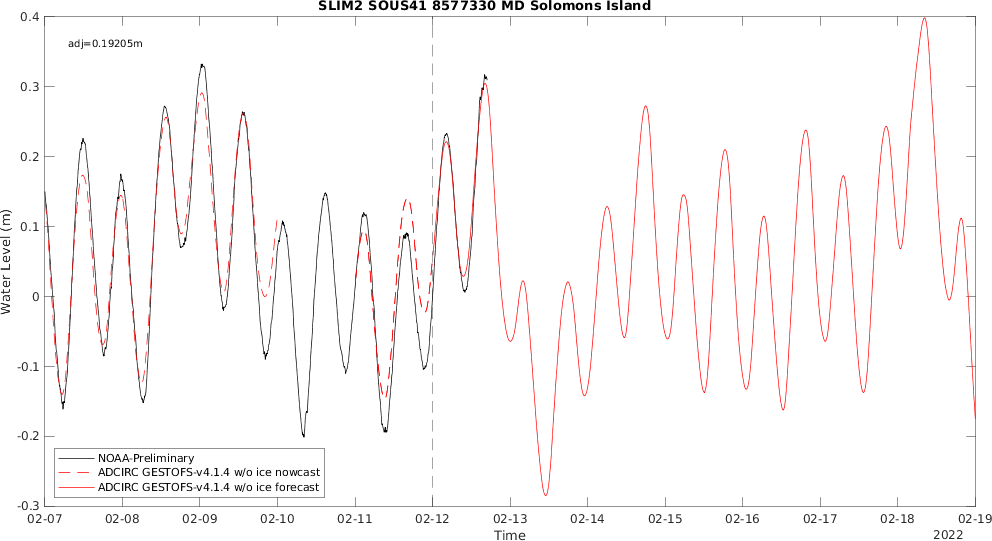 SLIM2 SOUS41 8577330 MD Solomons Island
adj=0.19205m
0.4
0.3
0.2
0.1
0
-0.1
-0.2
-0.3
Water Level (m)
NOAA-Preliminary
ADCIRC GESTOFS-v4.1.4 w/o ice nowcast
ADCIRC GESTOFS-v4.1.4 w/o ice forecast
02-07 02-08 02-09 02-10 02-11 02-12 02-13 02-14 02-15 02-16 02-17 02-18 02-19
Time
2022